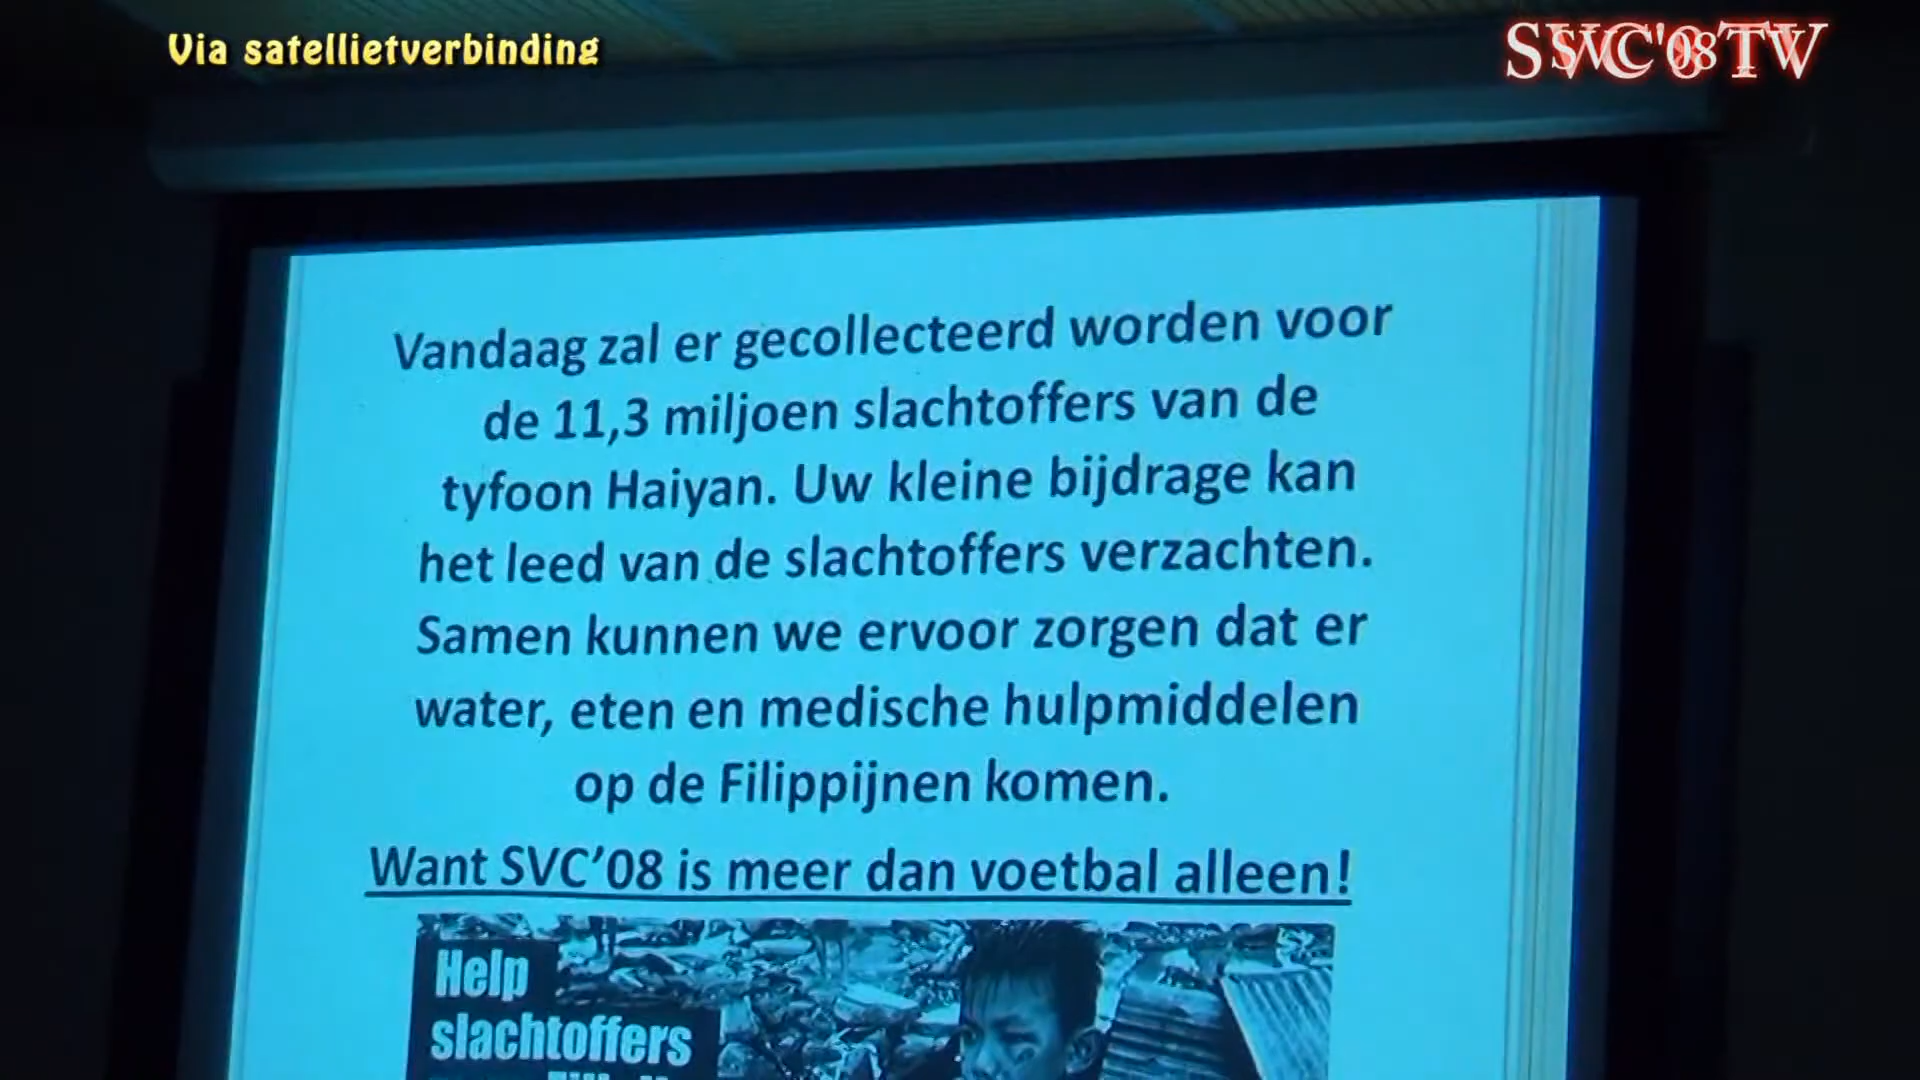 Via satellietverbinding
SVC'08 TV
Vandaag zal er gecollecteerd worden voor
de 11,3 miljoen slachtoffers van de
tyfoon Haiyan. Uw kleine bijdrage kan
het leed van de slachtoffers verzachten.
Samen kunnen we ervoor zorgen dat er
water, eten en medische hulpmiddelen
op de Filippijnen komen.
Want SVC’08 is meer dan voetbal alleen!
Help
slachtoffers